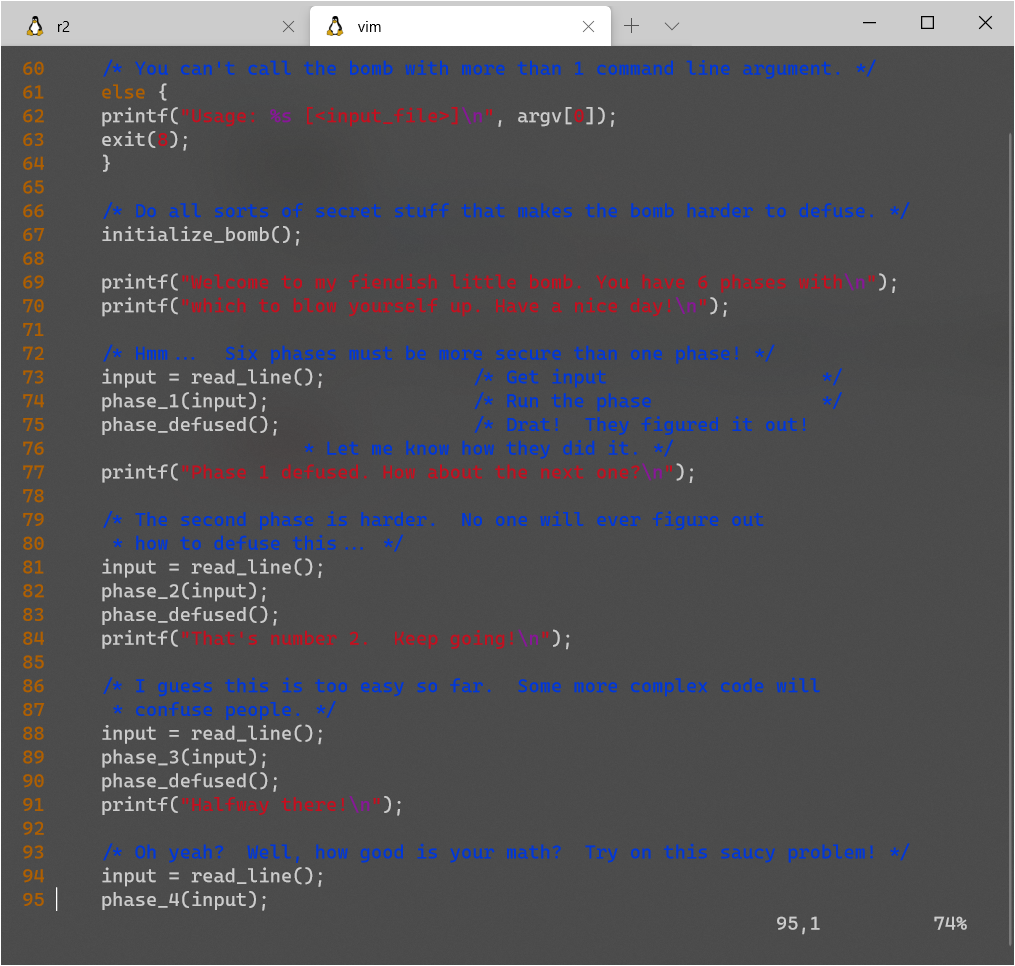 r2
vim
60 /* You can't call the bomb with more than 1 command line argument. */
61 else {
62 printf("Usage: %s [<input_file>]\n", argv[0]);
63 exit(8);
64 }
65
66 /* Do all sorts of secret stuff that makes the bomb harder to defuse. */
67 initialize_bomb();
68
69 printf("Welcome to my fiendish little bomb. You have 6 phases with\n");
70 printf("which to blow yourself up. Have a nice day!\n");
71
72 /* Hmm...  Six phases must be more secure than one phase! */
73 input = read_line();             /* Get input                   */
74 phase_1(input);                  /* Run the phase               */
75 phase_defused();                 /* Drat!  They figured it out!
76 * Let me know how they did it. */
77 printf("Phase 1 defused. How about the next one?\n");
78
79 /* The second phase is harder.  No one will ever figure out
80 * how to defuse this... */
81 input = read_line();
82 phase_2(input);
83 phase_defused();
84 printf("That's number 2.  Keep going!\n");
85
86 /* I guess this is too easy so far.  Some more complex code will
87 * confuse people. */
88 input = read_line();
89 phase_3(input);
90 phase_defused();
91 printf("Halfway there!\n");
92
93 /* Oh yeah?  Well, how good is your math?  Try on this saucy problem! */
94 input = read_line();
95 phase_4(input);
95,1 74%